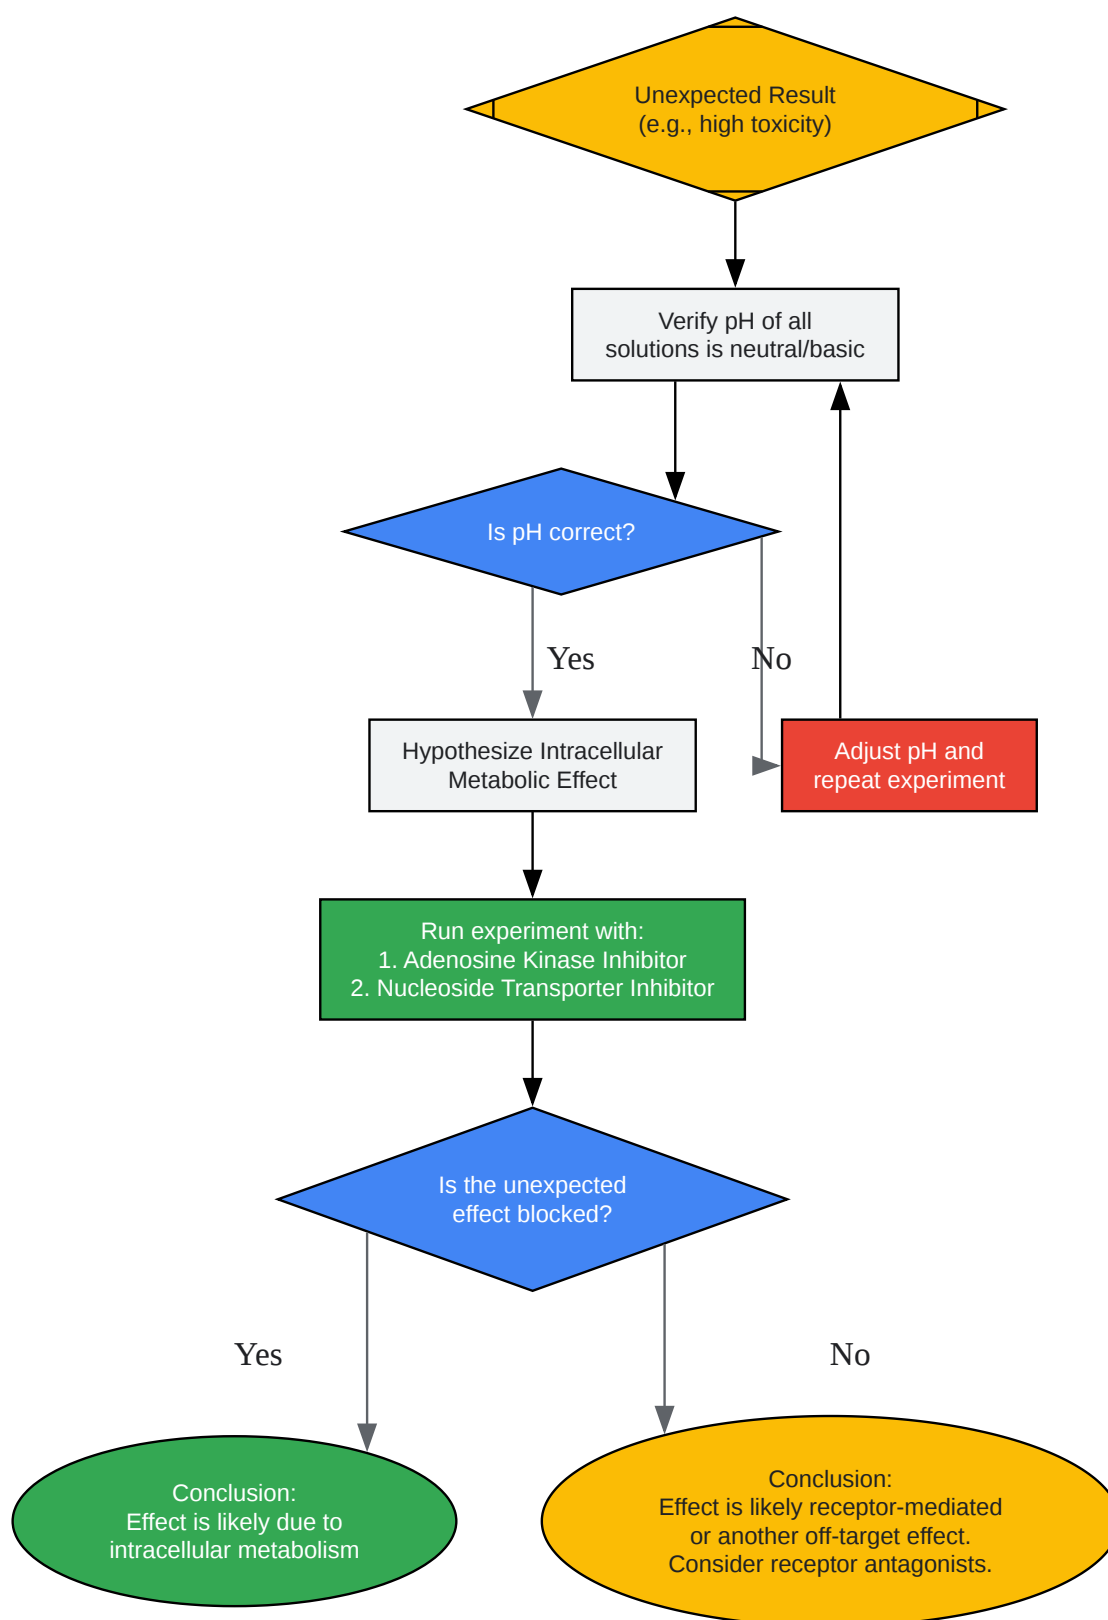 Unexpected Result
(e.g., high toxicity)
Verify pH of all
solutions is neutral/basic
Is pH correct?
Yes
No
Hypothesize Intracellular
Metabolic Effect
Adjust pH and
repeat experiment
Run experiment with:
1. Adenosine Kinase Inhibitor
2. Nucleoside Transporter Inhibitor
Is the unexpected
effect blocked?
Yes
No
Conclusion:
Effect is likely due to
intracellular metabolism
Conclusion:
Effect is likely receptor-mediated
or another off-target effect.
Consider receptor antagonists.